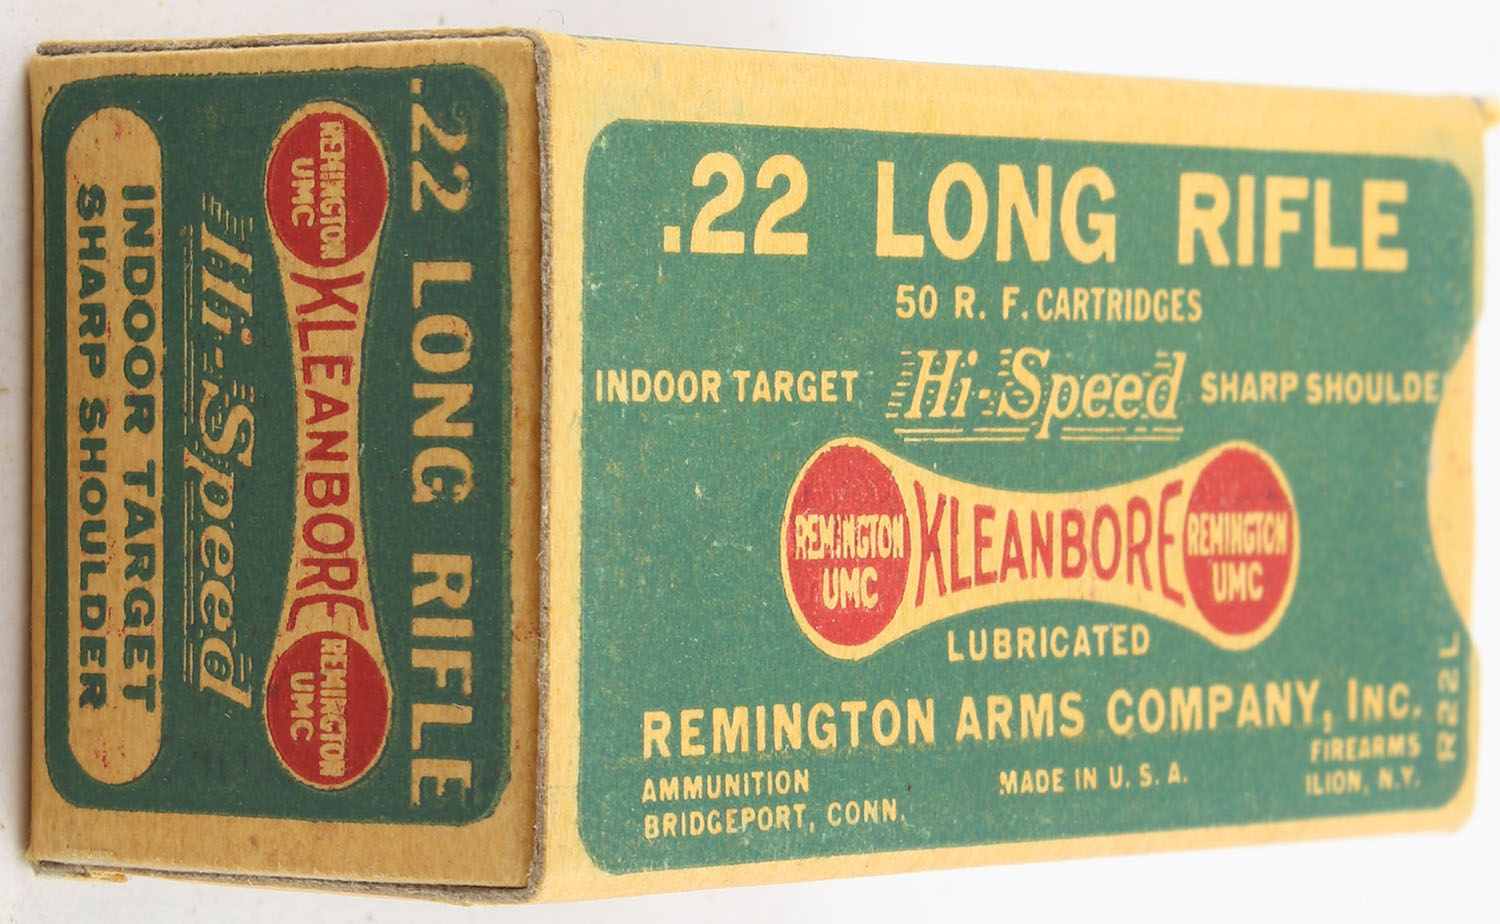 .22 LONG RIFLE
REMINGTON UMC KLEANBORE REMINGTON UMC
Hi-Speed
INDOOR TARGET
SHARP SHOULDER
.22 LONG RIFLE
50 R. F. CARTRIDGES
INDOOR TARGET Hi-Speed SHARP SHOULDE
REMINGTON UMC KLEANBORE REMINGTON UMC
LUBRICATED
REMINGTON ARMS COMPANY, INC.
AMMUNITION MADE IN U. S. A. FIREARMS
BRIDGEPORT, CONN. ILION, N.Y.
R22L